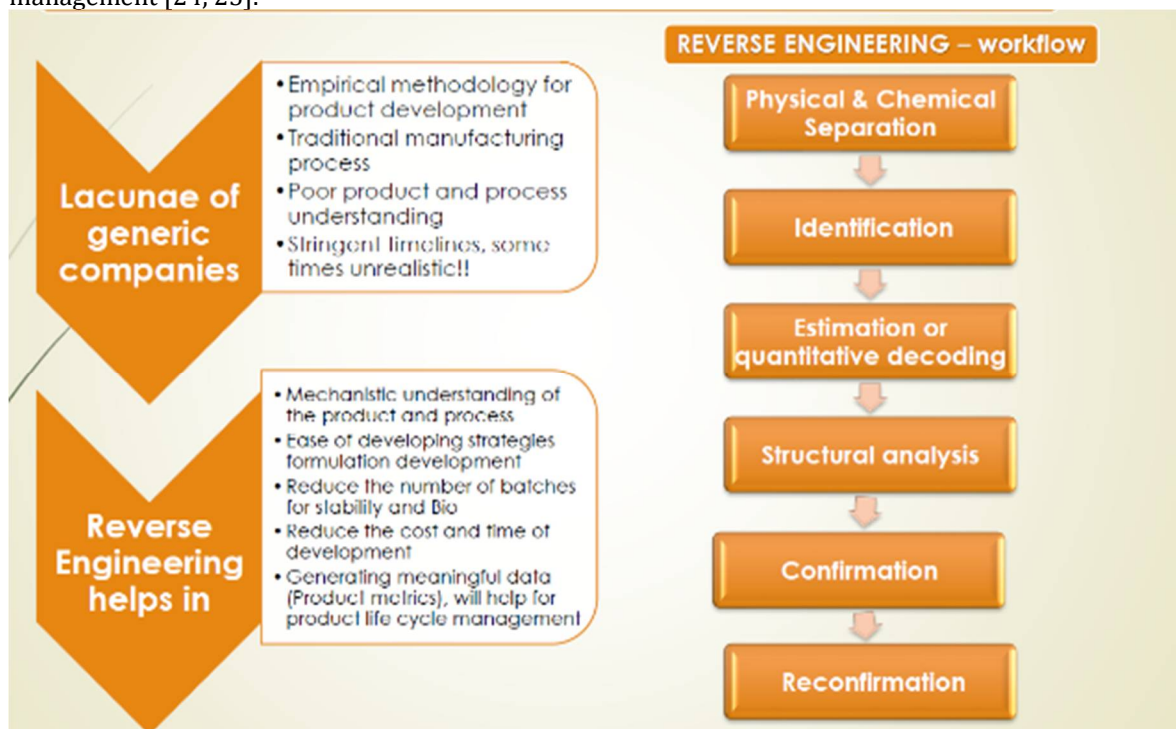 management [24, 25].
Lacunae of
generic
companies
• Empirical methodology for
product development
• Traditional manufacturing
process
• Poor product and process
understanding
• Stringent timelines, some
times unrealistic!!
Reverse
Engineering
helps in
• Mechanistic understanding of
the product and process
• Ease of developing strategies
formulation development
• Reduce the number of batches
for stability and Bio
• Reduce the cost and time of
development
• Generating meaningful data
(Product metrics), will help for
product life cycle management
REVERSE ENGINEERING – workflow
Physical & Chemical
Separation
Identification
Estimation or
quantitative decoding
Structural analysis
Confirmation
Reconfirmation